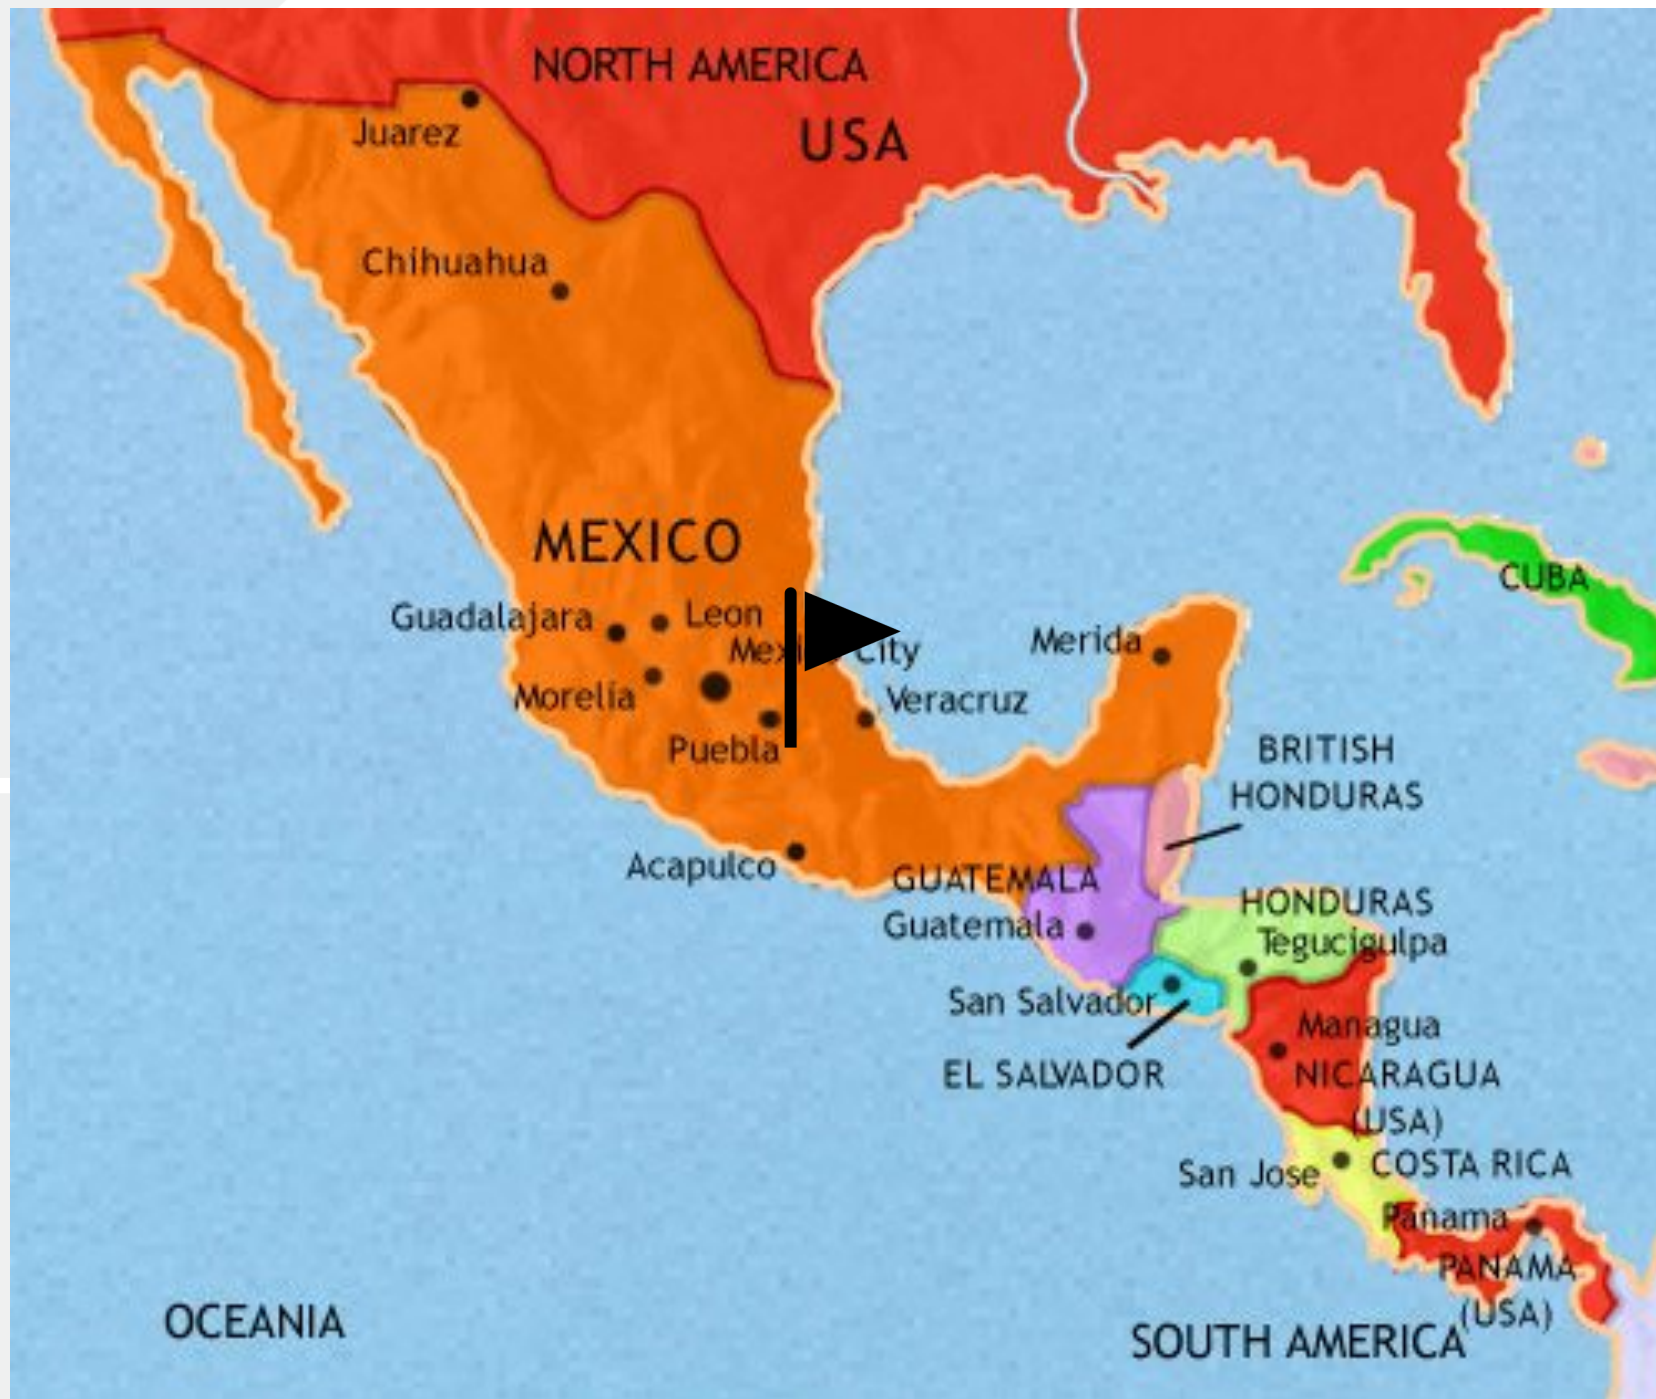 NORTH AMERICA
USA
Juarez
Chihuahua
MEXICO
CUBA
Guadalajara
Leon
City
Merida
Morelia
Veracruz
Puebla
BRITISH
HONDURAS
Acapulco
GUATEMALA
Guatemala
HONDURAS
Tegucigulpa
San Salvador
Managua
EL SALVADOR
NICARAGUA
(USA)
San Jose
COSTA RICA
Panama
PANAMA
(USA)
OCEANIA
SOUTH AMERICA